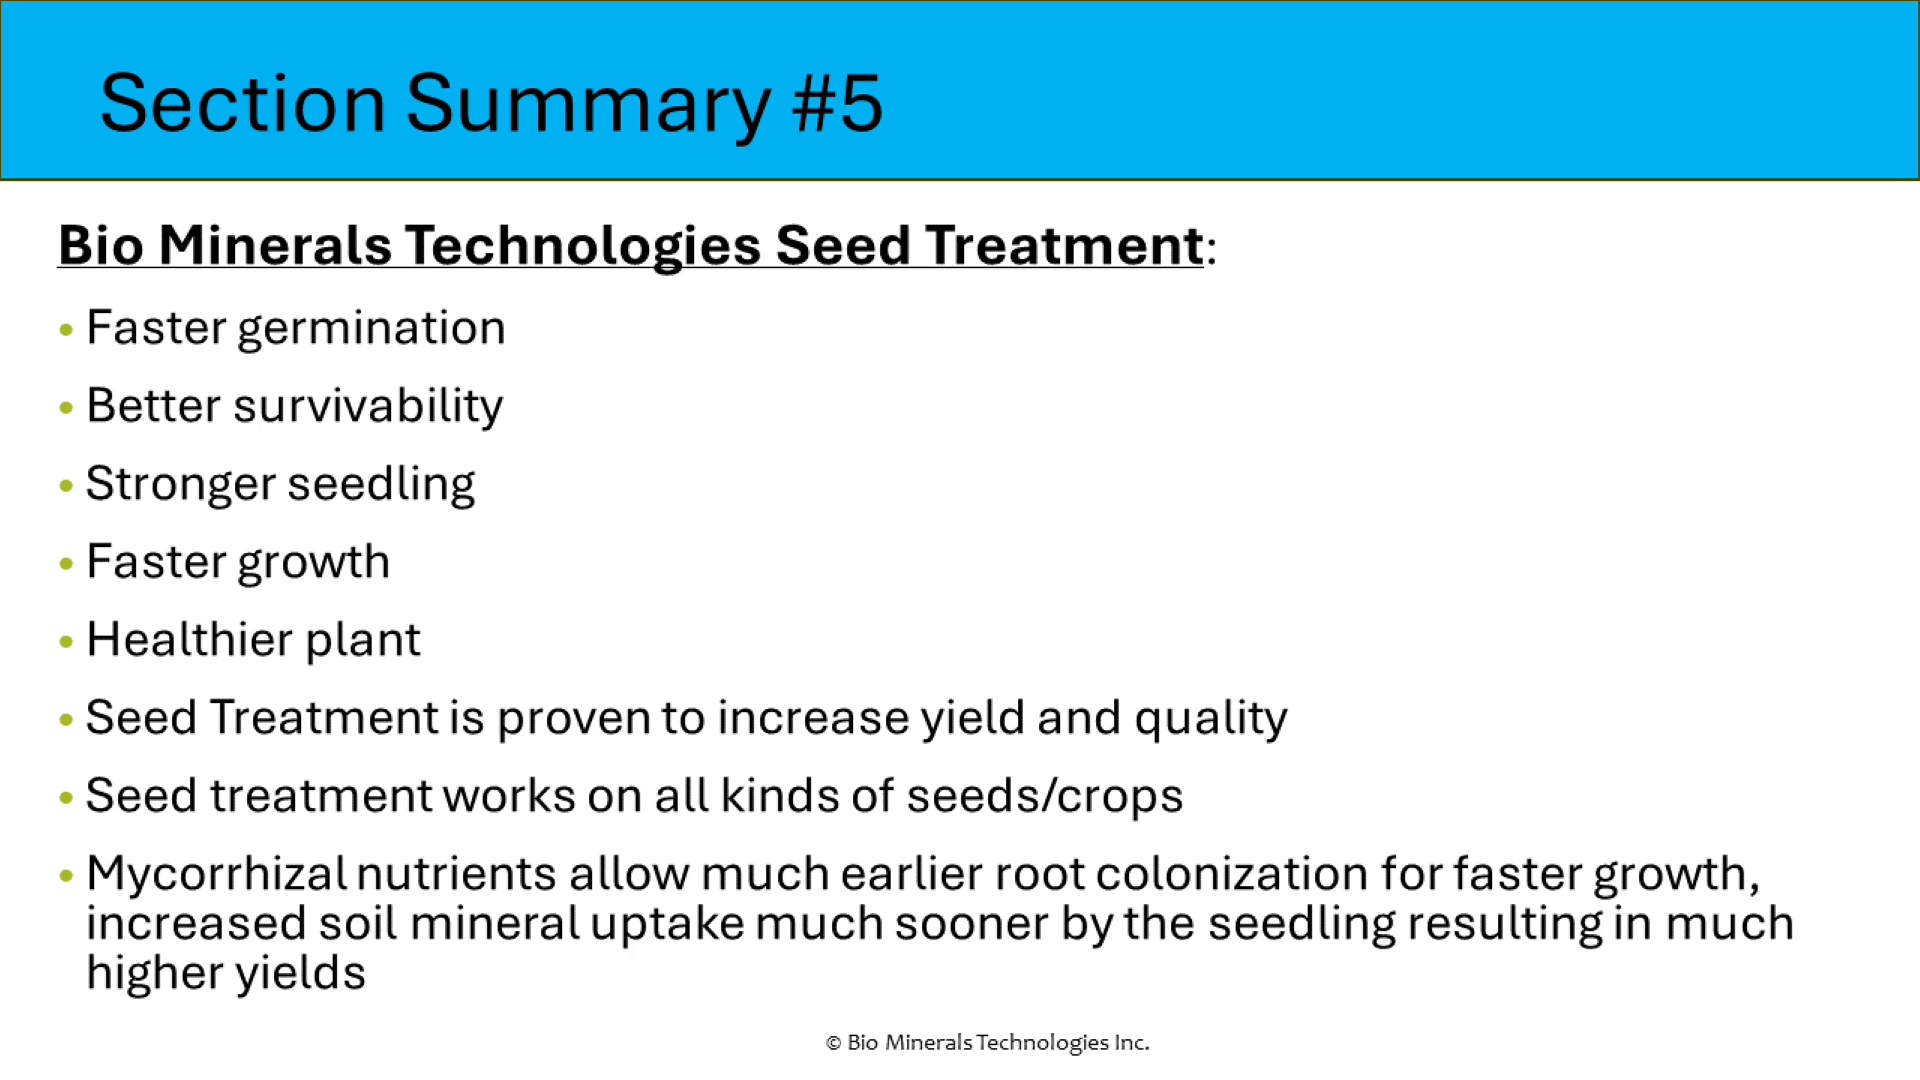 Section Summary #5
Bio Minerals Technologies Seed Treatment:
• Faster germination
• Better survivability
• Stronger seedling
• Faster growth
• Healthier plant
• Seed Treatment is proven to increase yield and quality
• Seed treatment works on all kinds of seeds/crops
• Mycorrhizal nutrients allow much earlier root colonization for faster growth,
increased soil mineral uptake much sooner by the seedling resulting in much
higher yields
© Bio Minerals Technologies Inc.